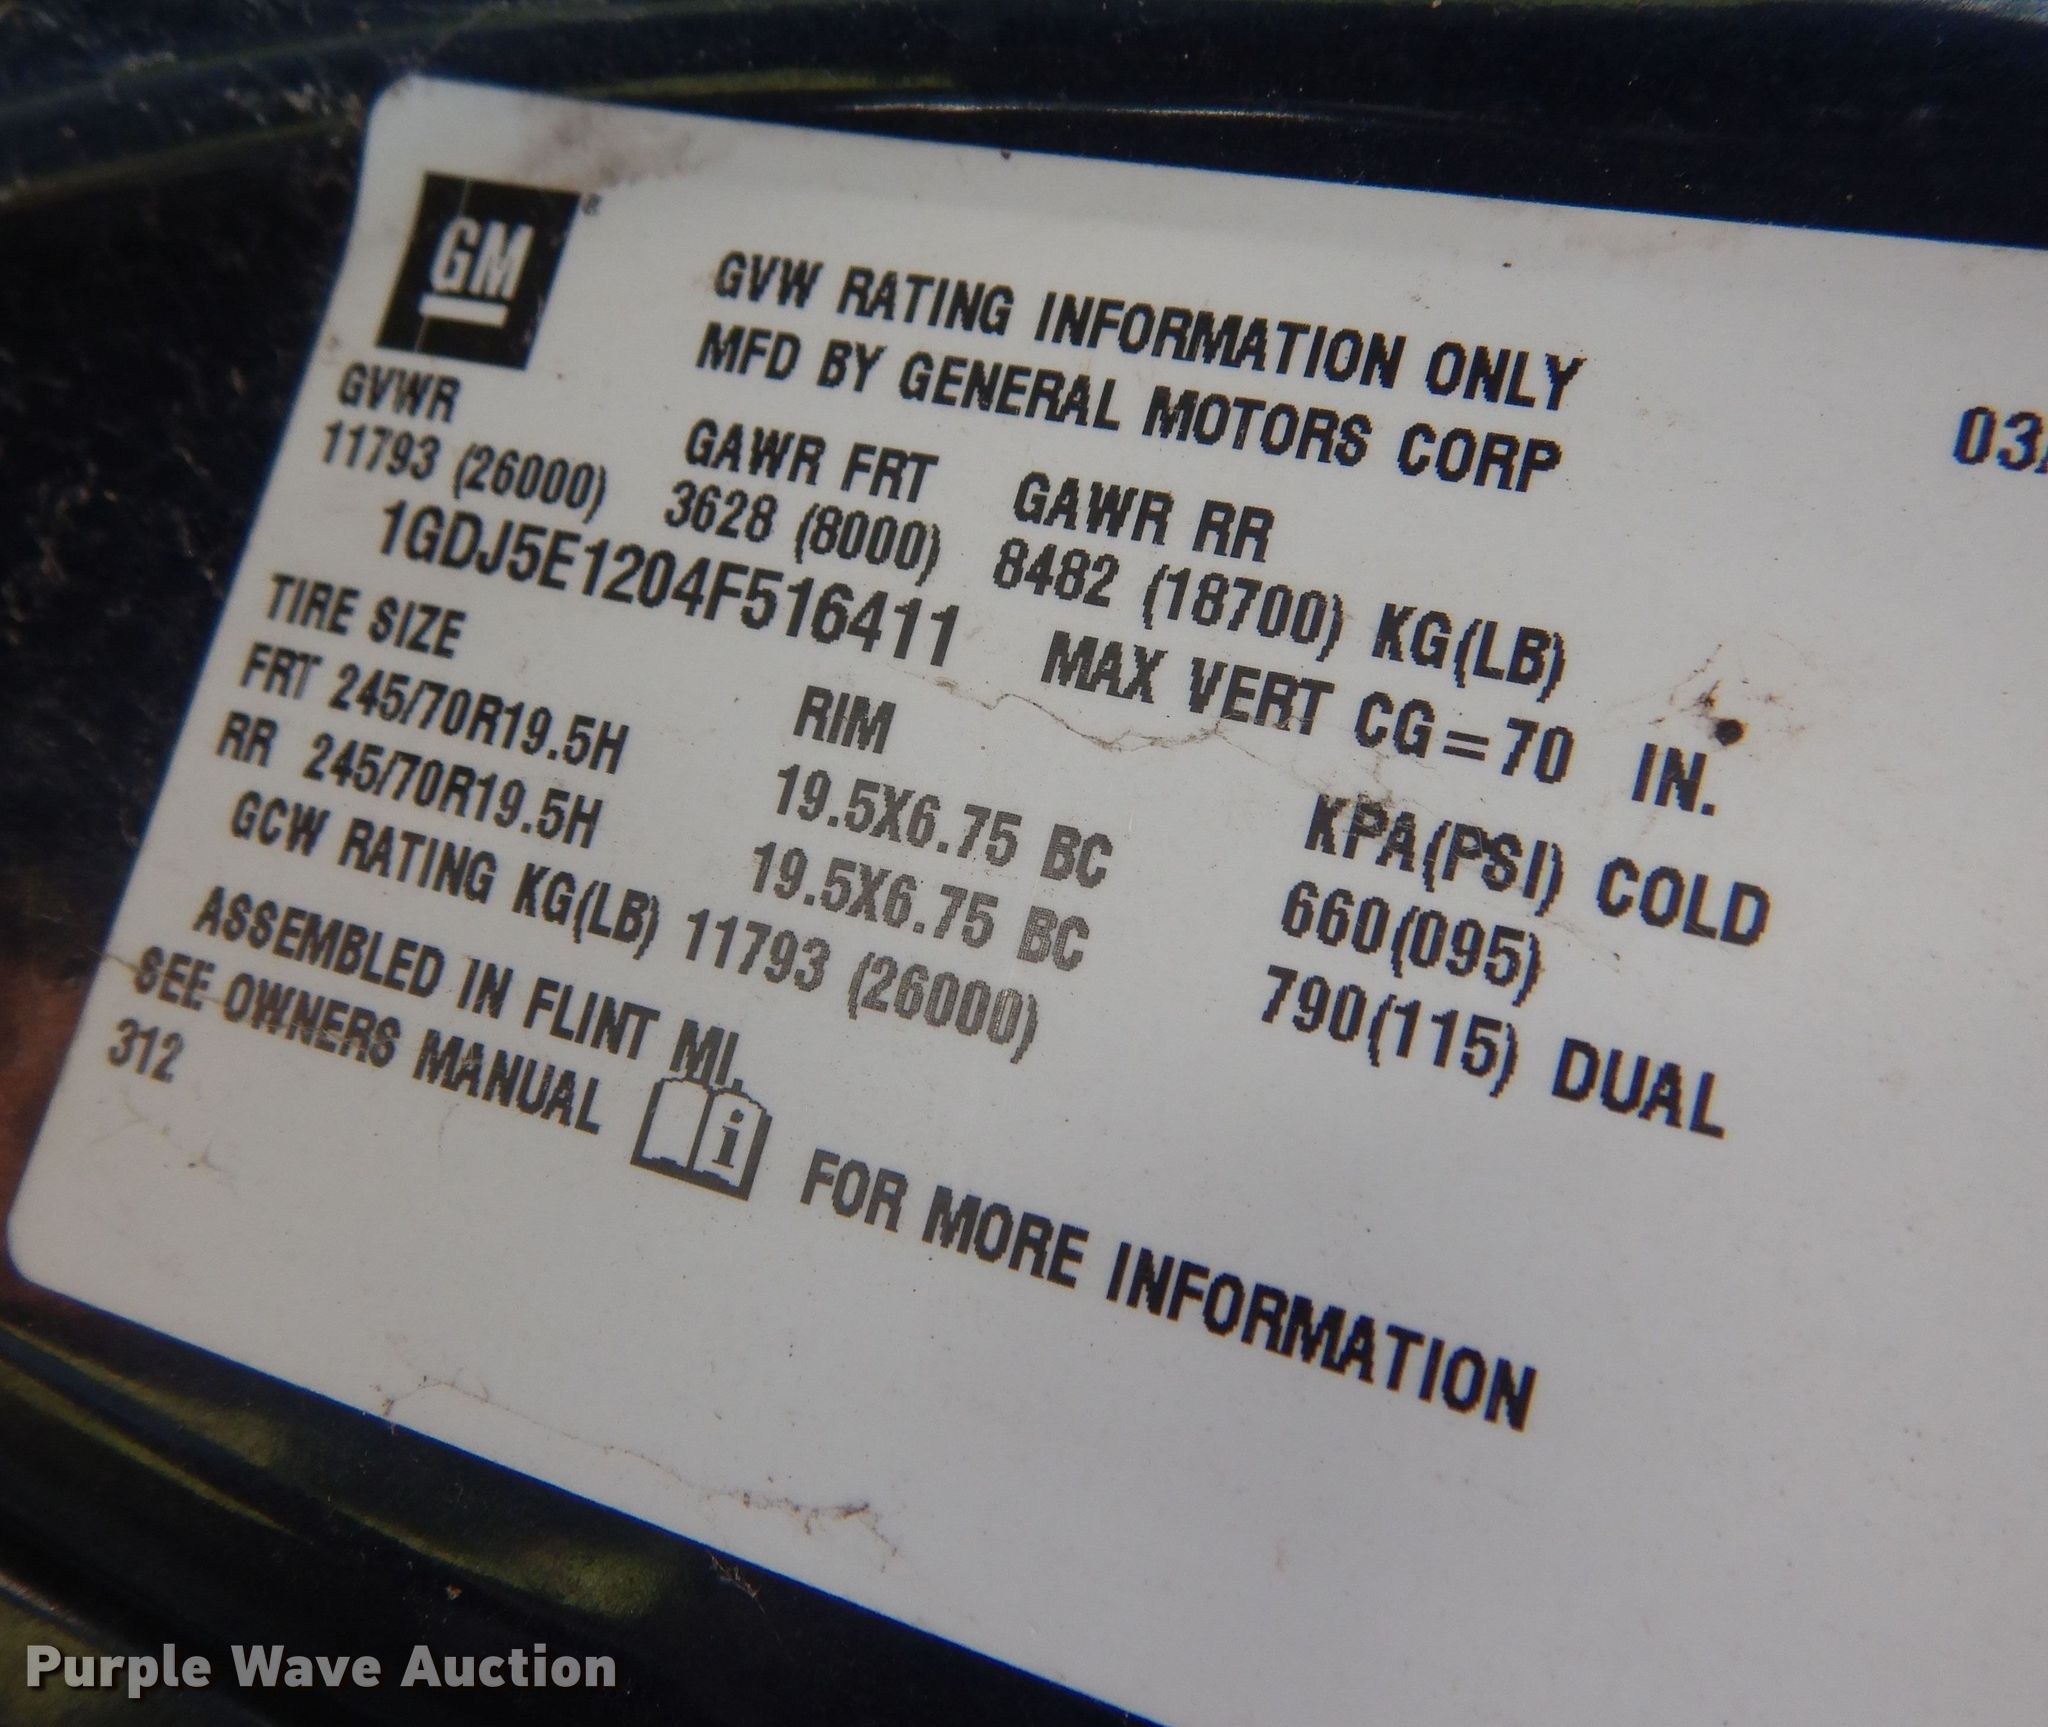 GM ®
GVW RATING INFORMATION ONLY
MFD BY GENERAL MOTORS CORP
GVWR GAWR FRT GAWR RR
11793 (26000) 3628 (8000) 8482 (18700) KG(LB)
1GDJ5E1204F516411 MAX VERT CG=70 IN.
TIRE SIZE RIM KPA(PSI) COLD
FRT 245/70R19.5H 19.5X6.75 BC 660(095)
RR 245/70R19.5H 19.5X6.75 BC 790(115) DUAL
GCW RATING KG(LB) 11793 (26000)
ASSEMBLED IN FLINT MI.
SEE OWNERS MANUAL i FOR MORE INFORMATION
312
Purple Wave Auction